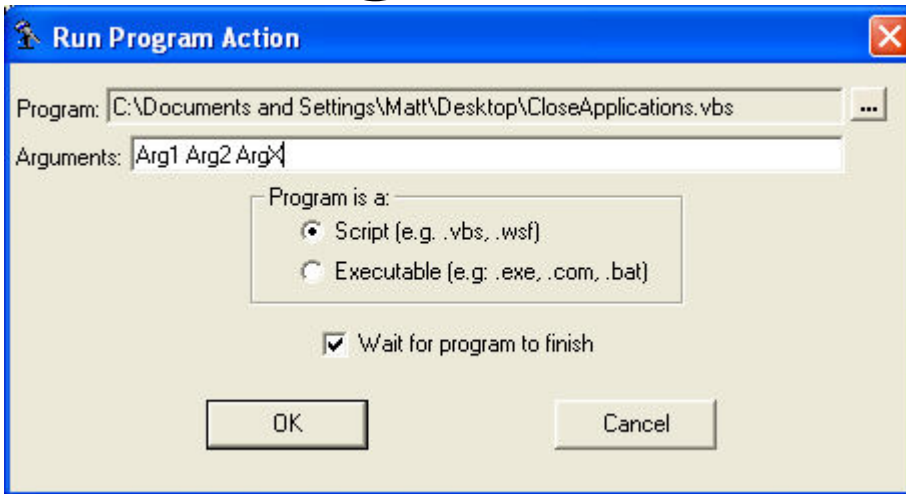 Run Program Action
Program: C:\Documents and Settings\Matt\Desktop\CloseApplications.vbs ...
Arguments: Arg1 Arg2 ArgX
Program is a:
Script (e.g. .vbs, .wsf)
Executable (e.g: .exe, .com, .bat)
Wait for program to finish
OK Cancel